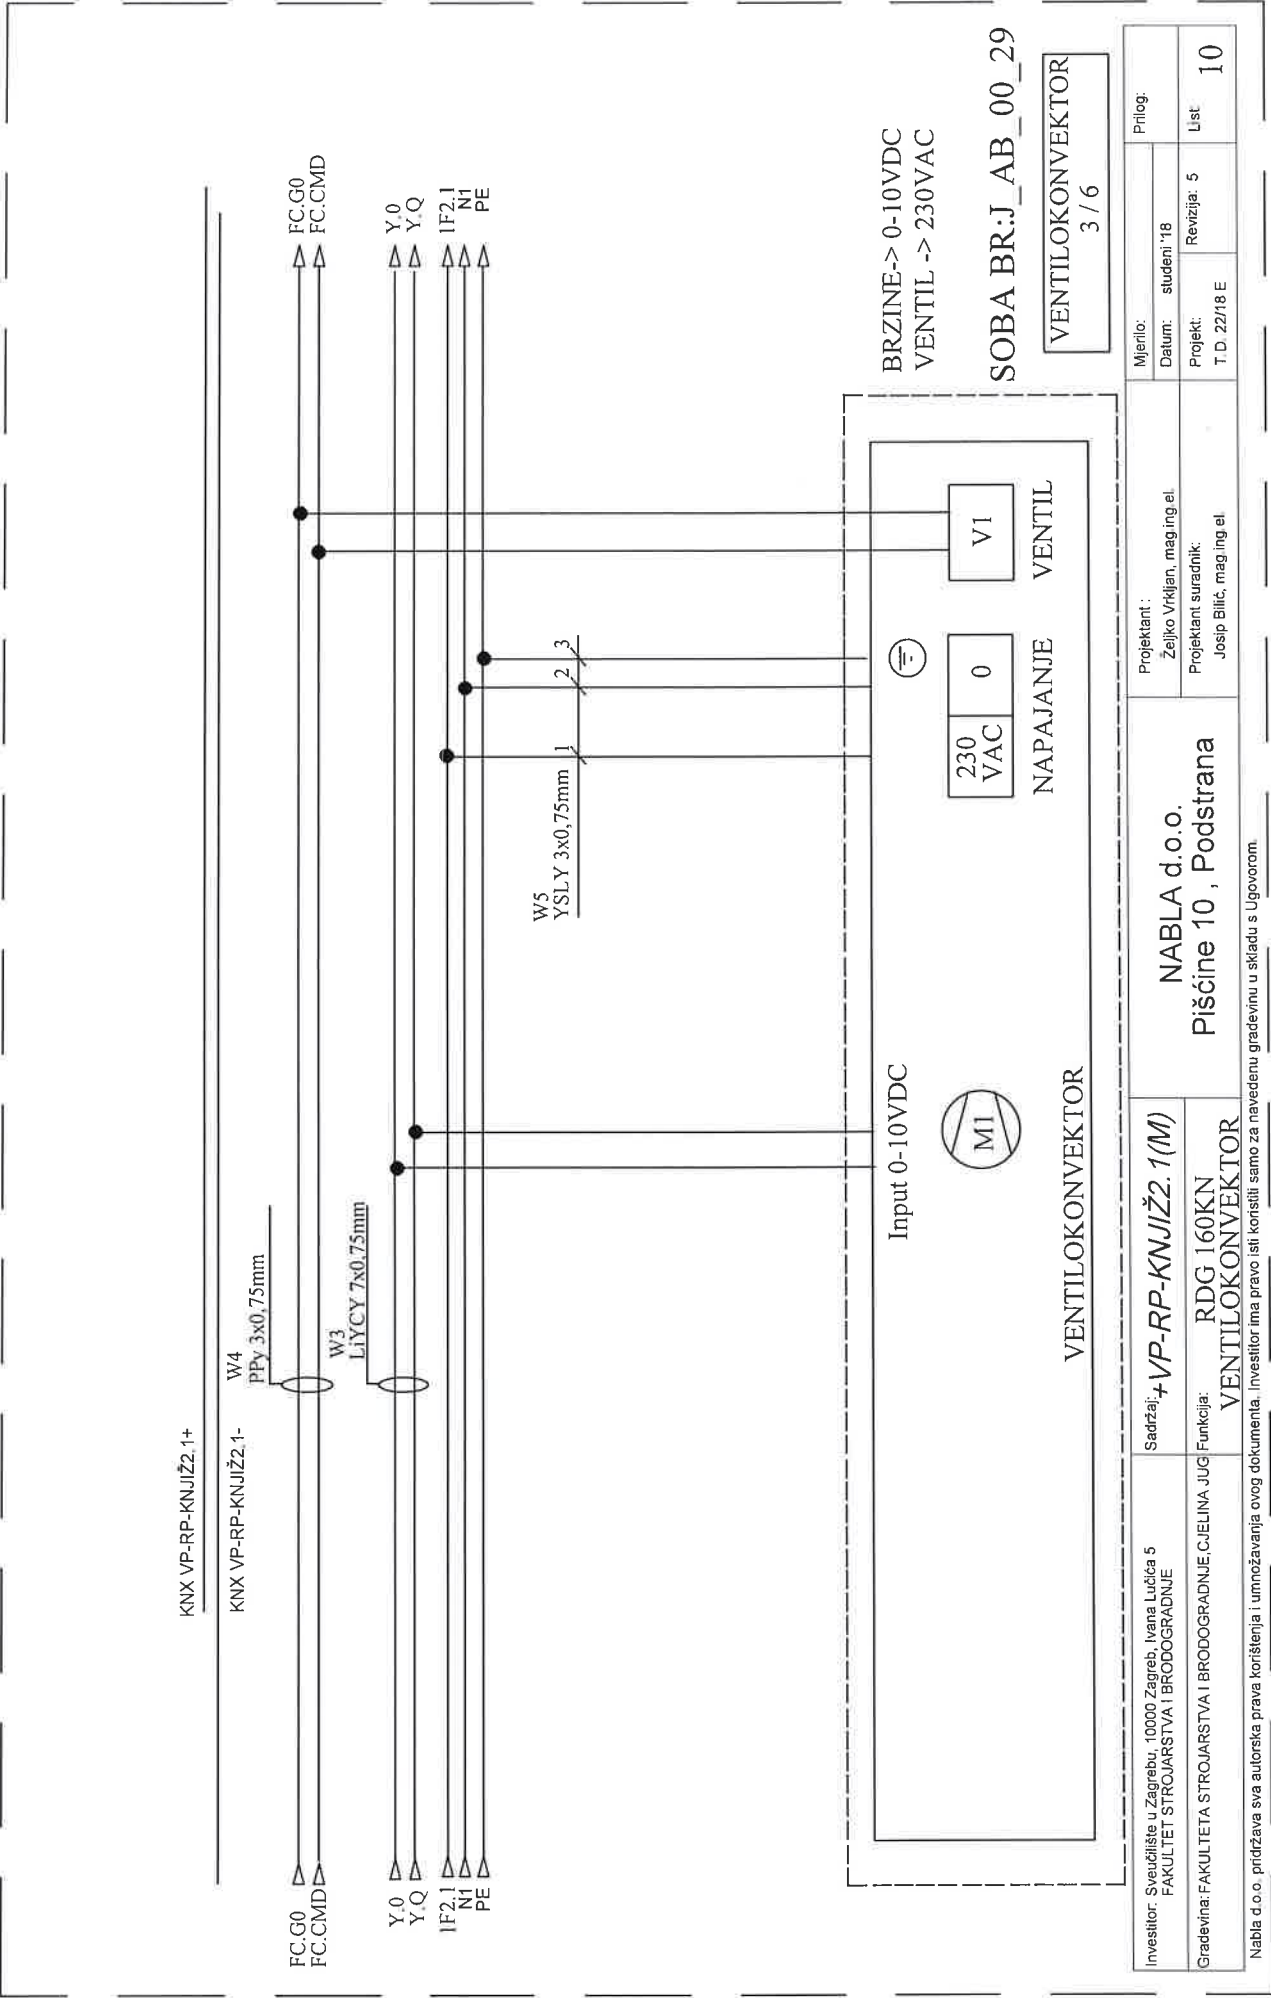 KNX VP-RP-KNJIŽ2.1+
KNX VP-RP-KNJIŽ2.1-
W4
PPy 3x0,75mm
FC.G0
FC.CMD
FC.G0
FC.CMD
W3
LiYCY 7x0.75mm
Y.0
Y.Q
Y.0
Y.Q
1F2.1
N1
PE
1F2.1
N1
PE
W5
YSLY 3x0,75mm
1
2
3
Input 0-10VDC
M1
VENTILOKONVEKTOR
230
VAC
0
NAPAJANJE
V1
VENTIL
BRZINE-> 0-10VDC
VENTIL -> 230VAC
SOBA BR:J_AB_00_29
VENTILOKONVEKTOR
3 / 6
Investitor: Sveučilište u Zagrebu, 10000 Zagreb, Ivana Lučića 5
FAKULTET STROJARSTVA I BRODOGRADNJE
Građevina: FAKULTETA STROJARSTVA I BRODOGRADNJE,CJELINA JUG
Sadržaj: +VP-RP-KNJIŽ2.1(M)
Funkcija: RDG 160KN
VENTILOKONVEKTOR
NABLA d.o.o.
Pišćine 10 , Podstrana
Projektant :
Željko Vrkljan, mag.ing.el.
Projektant suradnik:
Josip Bilić, mag.ing.el.
Mjerilo:
Datum: studeni '18
Projekt:
T.D. 22/18 E
Revizija: 5
Prilog:
List: 10
Nabla d.o.o. pridržava sva autorska prava korištenja i umnožavanja ovog dokumenta. Investitor ima pravo isti koristiti samo za navedenu građevinu u skladu s Ugovorom.